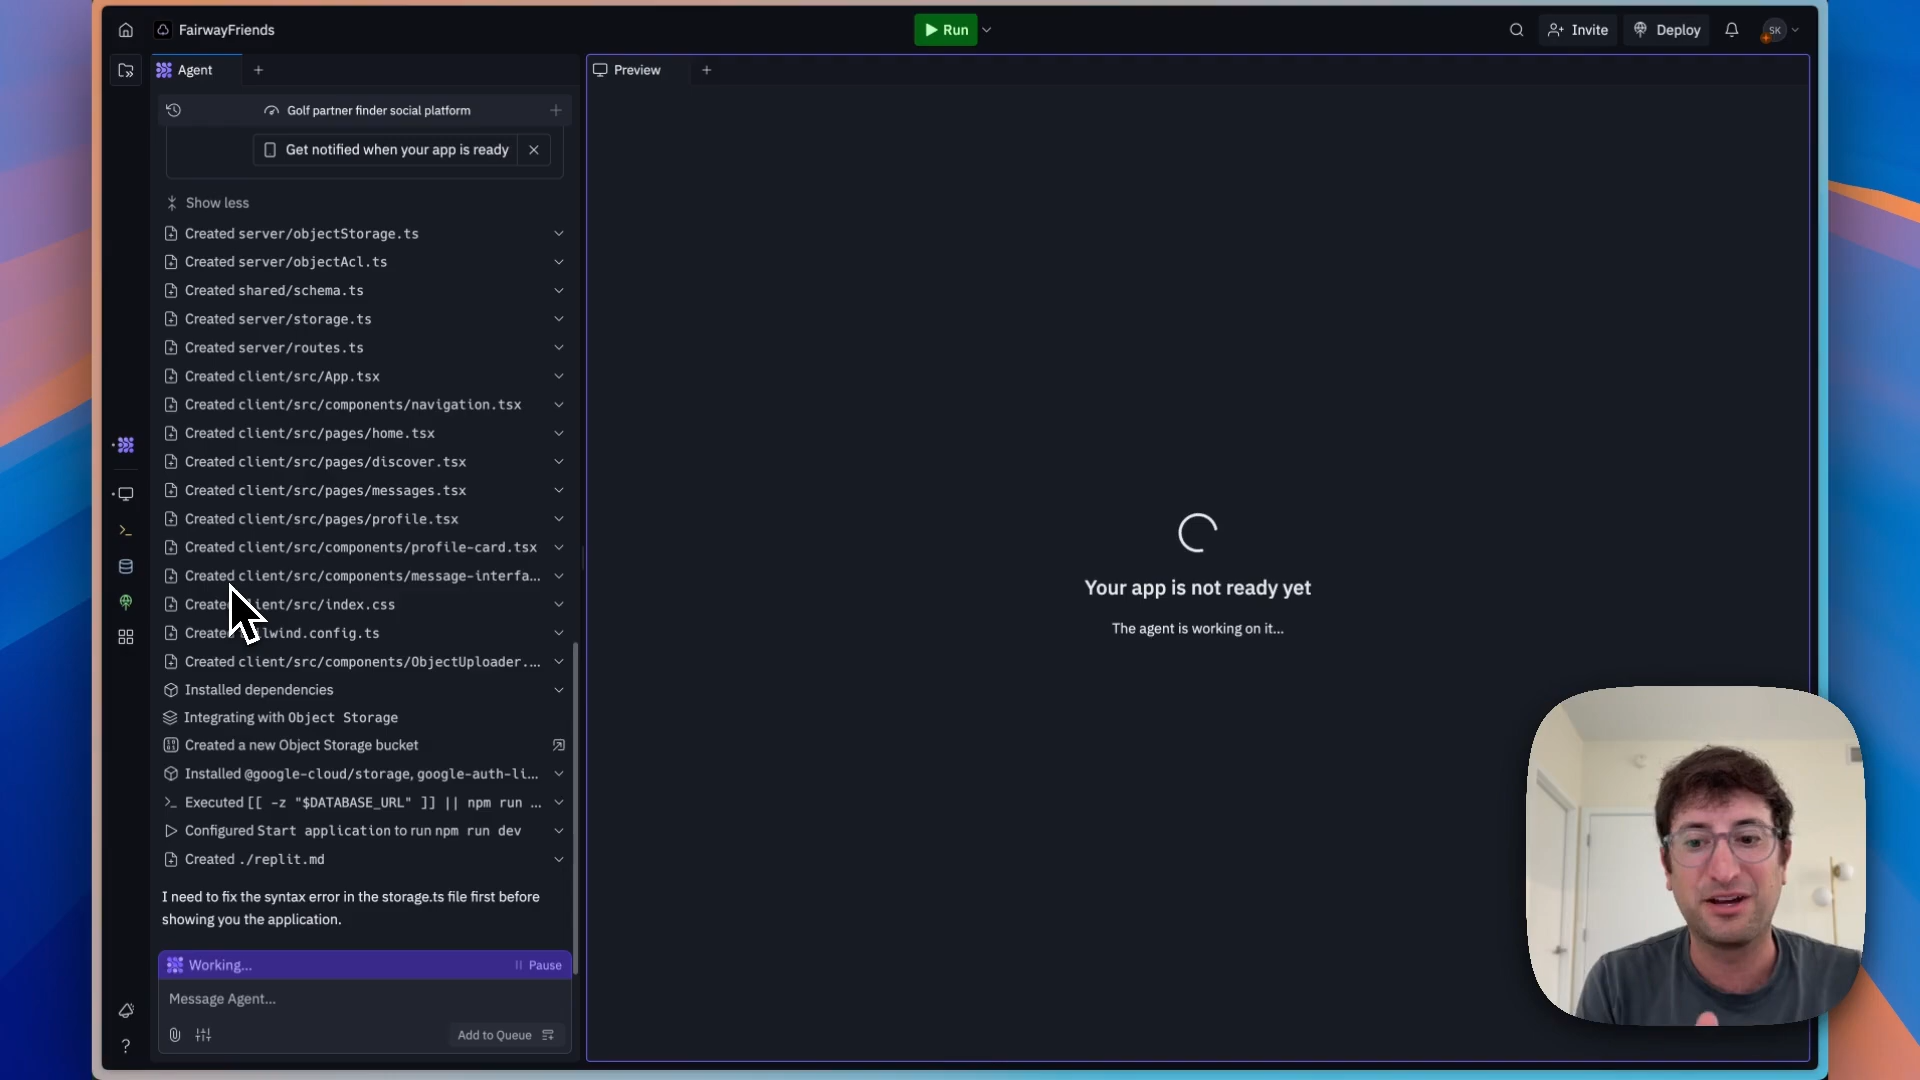 FairwayFriends
Run
Invite
Deploy
SK
Agent
Preview
Golf partner finder social platform
Get notified when your app is ready
Show less
Created server/objectStorage.ts
Created server/objectAcl.ts
Created shared/schema.ts
Created server/storage.ts
Created server/routes.ts
Created client/src/App.tsx
Created client/src/components/navigation.tsx
Created client/src/pages/home.tsx
Created client/src/pages/discover.tsx
Created client/src/pages/messages.tsx
Created client/src/pages/profile.tsx
Created client/src/components/profile-card.tsx
Created client/src/components/message-interfa...
Create lient/src/index.css
Create lwind.config.ts
Created client/src/components/ObjectUploader....
Installed dependencies
Integrating with Object Storage
Created a new Object Storage bucket
Installed @google-cloud/storage, google-auth-li...
Executed [[ -z "$DATABASE_URL" ]] || npm run ...
Configured Start application to run npm run dev
Created ./replit.md
I need to fix the syntax error in the storage.ts file first before
showing you the application.
Working...
Pause
Message Agent...
Add to Queue
?
Your app is not ready yet
The agent is working on it...